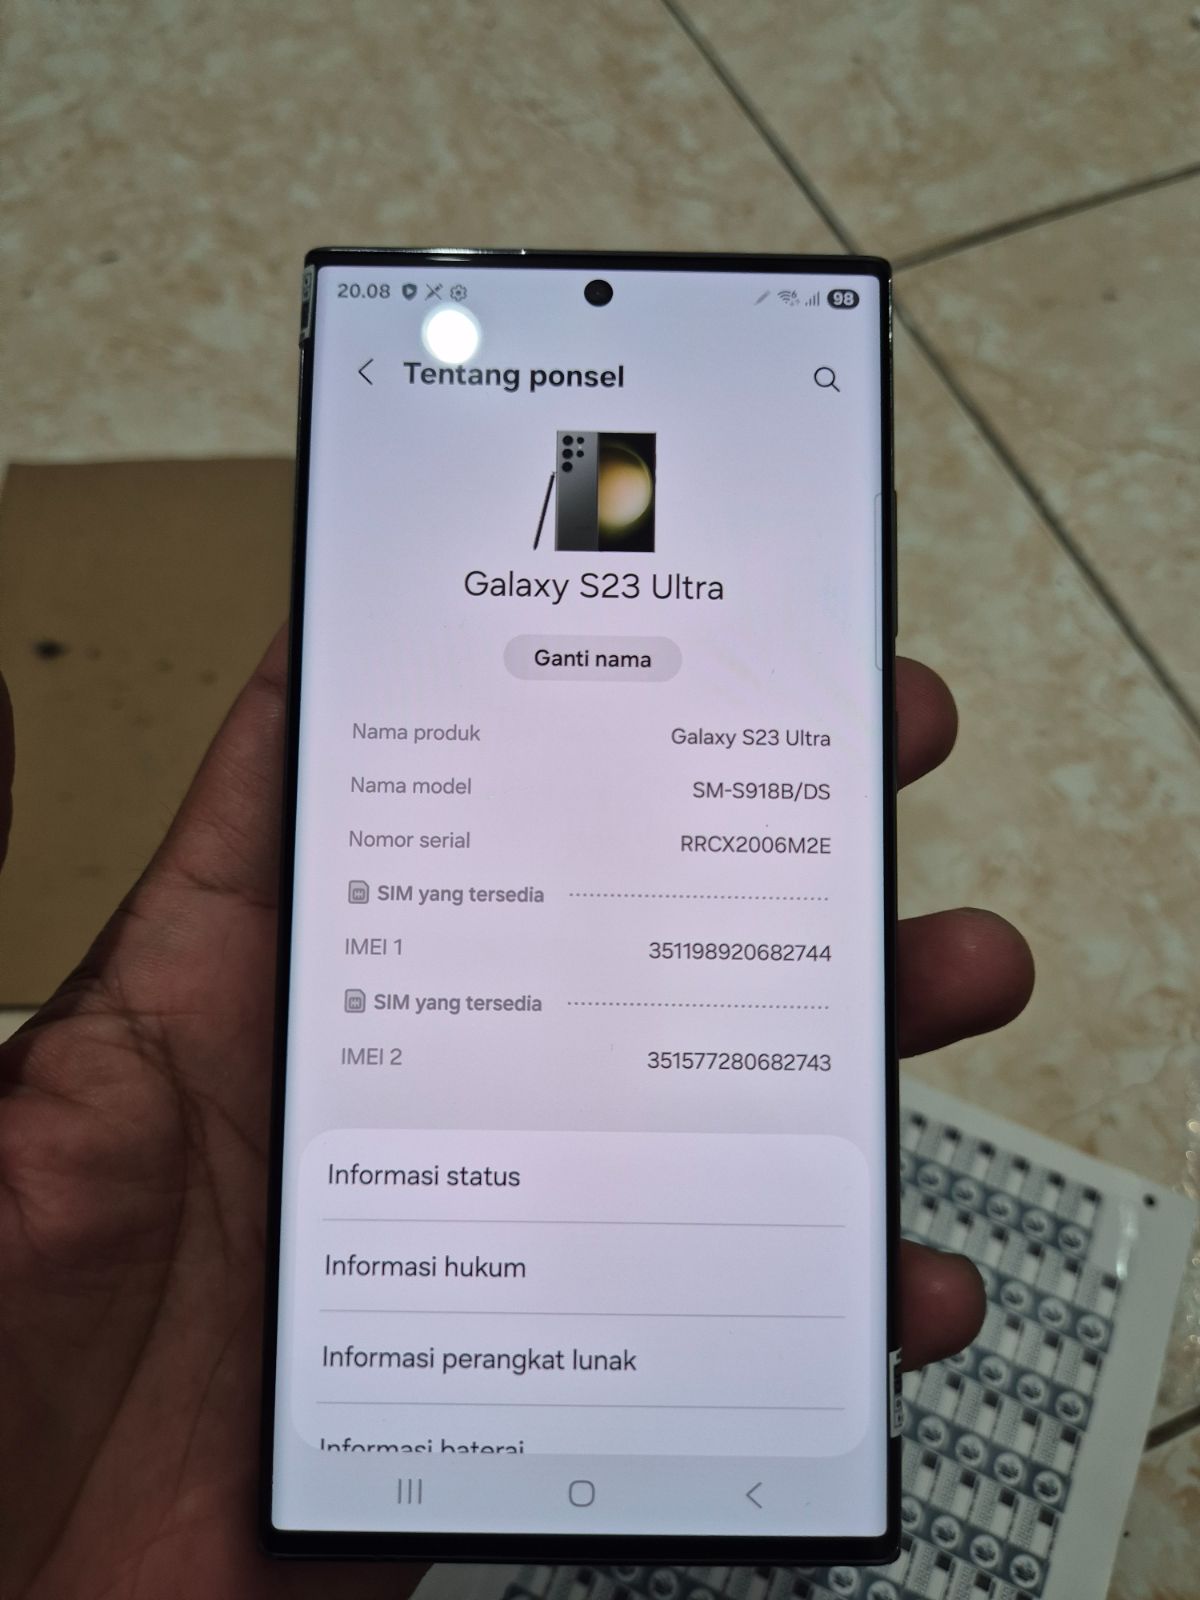 20.08 98
Tentang ponsel
Galaxy S23 Ultra
Ganti nama
Nama produk Galaxy S23 Ultra
Nama model SM-S918B/DS
Nomor serial RRCX2006M2E
SIM yang tersedia
IMEI 1 351198920682744
SIM yang tersedia
IMEI 2 351577280682743
Informasi status
Informasi hukum
Informasi perangkat lunak
Informasi baterai